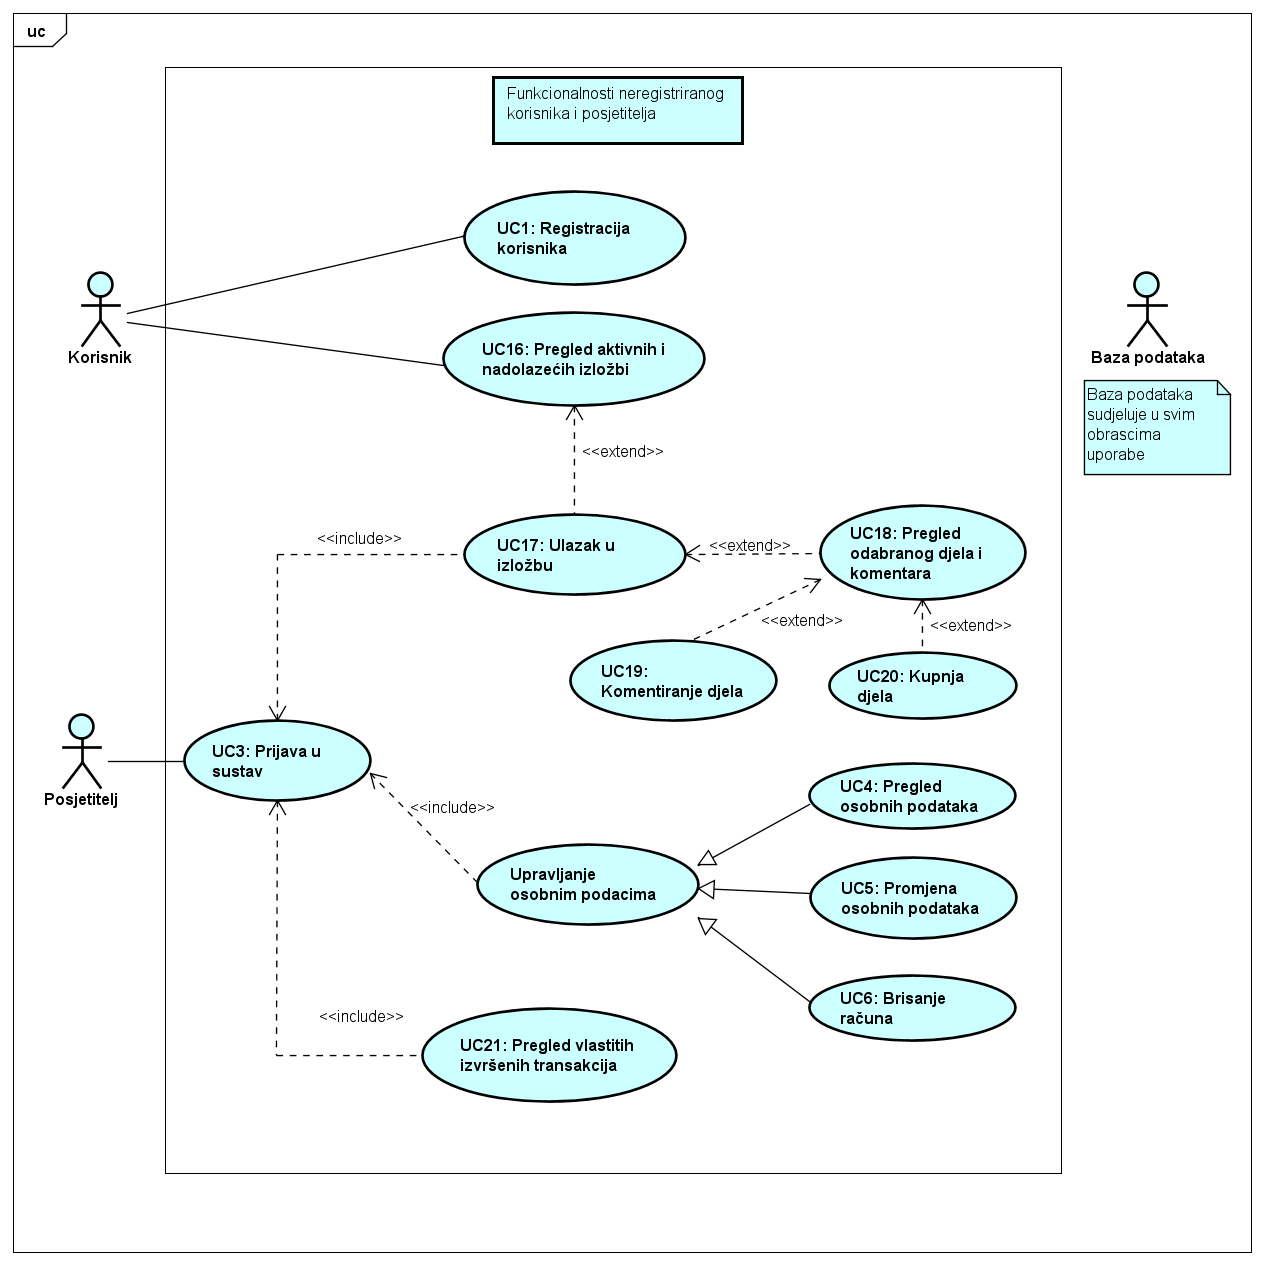 uc
Funkcionalnosti neregistriranog
korisnika i posjetitelja
UC1: Registracija
korisnika
Korisnik
UC16: Pregled aktivnih i
nadolazećih izložbi
Baza podataka
Baza podataka
sudjeluje u svim
obrascima
uporabe
<<extend>>
<<include>>
UC17: Ulazak u
izložbu
<<extend>>
UC18: Pregled
odabranog djela i
komentara
<<extend>>
<<extend>>
UC19:
Komentiranje djela
UC20: Kupnja
djela
Posjetitelj
UC3: Prijava u
sustav
<<include>>
UC4: Pregled
osobnih podataka
Upravljanje
osobnim podacima
UC5: Promjena
osobnih podataka
UC6: Brisanje
računa
<<include>>
UC21: Pregled vlastitih
izvršenih transakcija